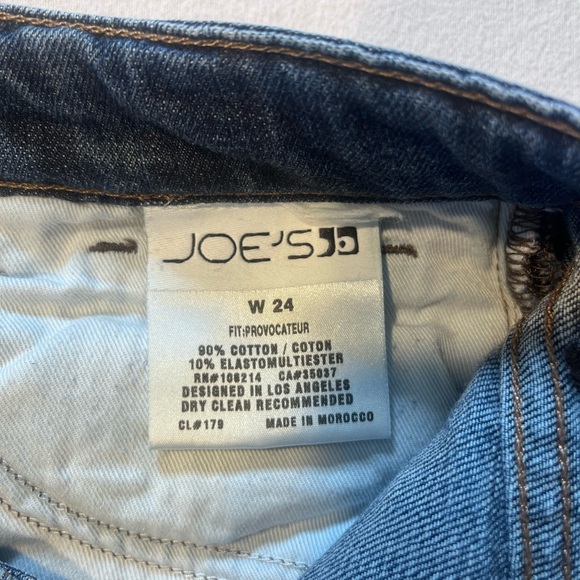 JOE'S
W 24
FIT:PROVOCATEUR
90% COTTON / COTON
10% ELASTOMULTIESTER
RN#106214 CA#35037
DESIGNED IN LOS ANGELES
DRY CLEAN RECOMMENDED
CL#179 MADE IN MOROCCO